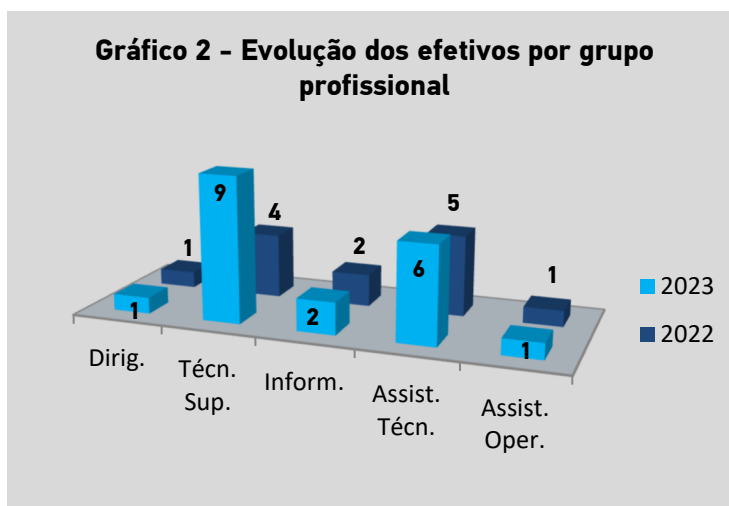 Gráfico 2 - Evolução dos efetivos por grupo
profissional
9
4
5
1
2
6
1
1
2
1
2023
2022
Dirig.
Técn.
Sup.
Inform.
Assist.
Técn.
Assist.
Oper.